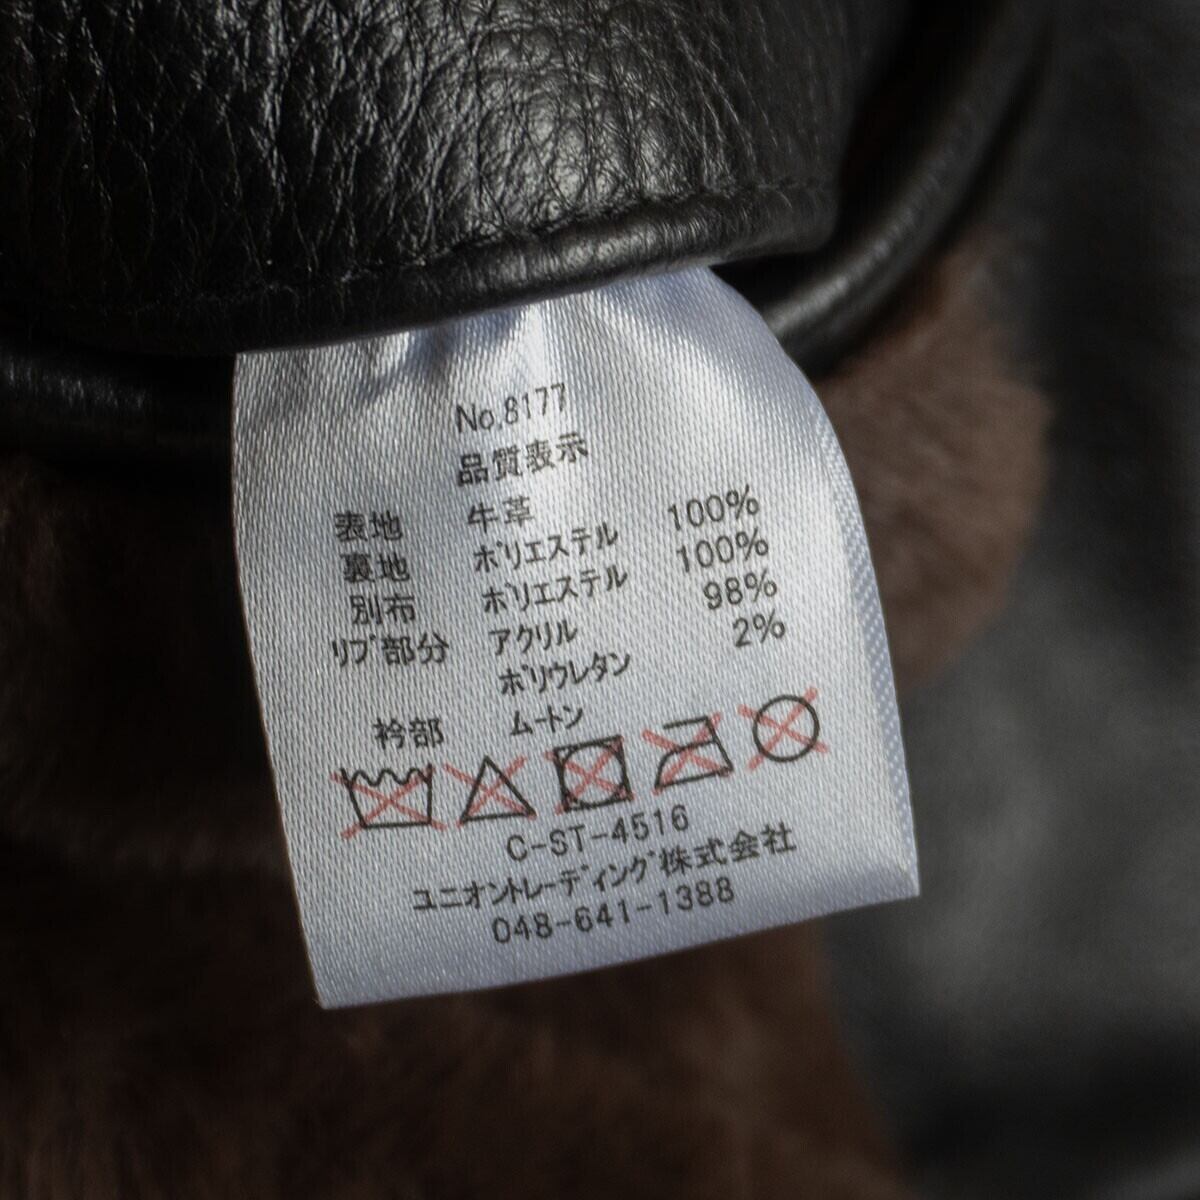 No.8177
品質表示
表地 牛革 100%
裏地 ポリエステル 100%
別布 ポリエステル 98%
リブ部分 アクリル 2%
ポリウレタン
衿部 ムートン
C-ST-4516
ユニオントレーディング株式会社
048-641-1388